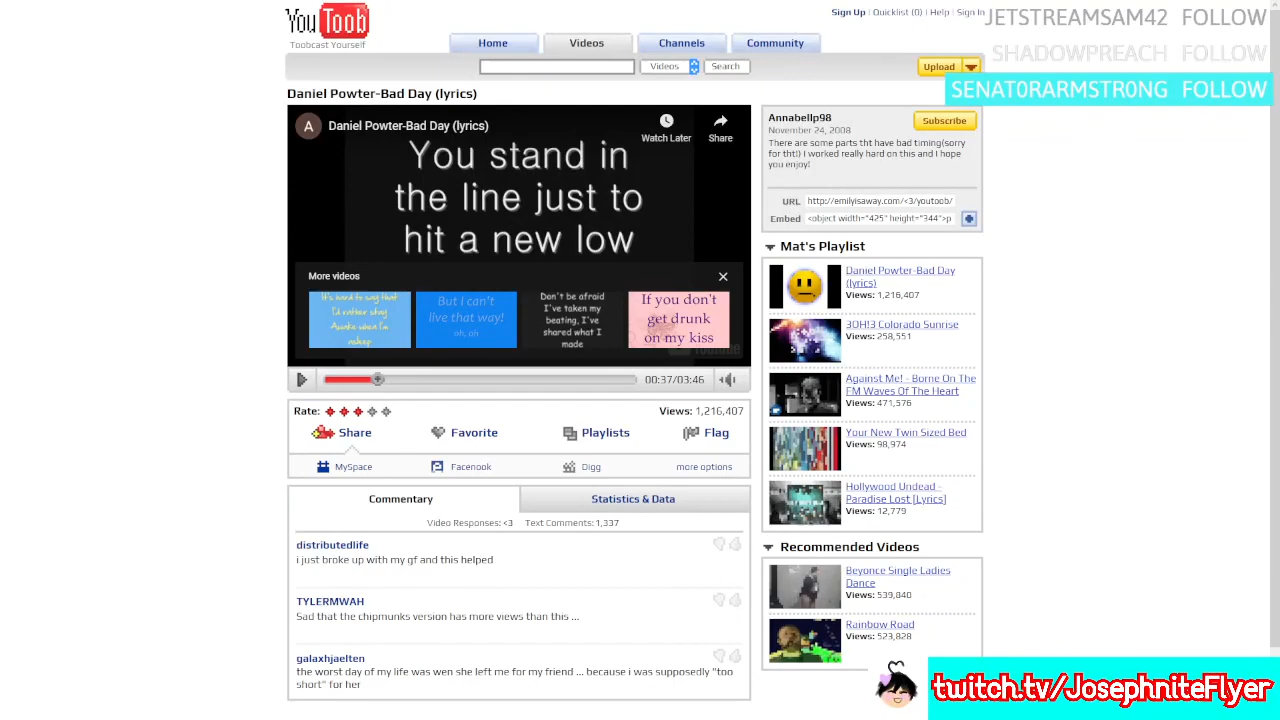 You Toob
Toobcast Yourself
Sign Up | Quicklist (0) | Help | Sign In
JETSTREAMSAM42 FOLLOW
SHADOWPREACH FOLLOW
SENAT0RARMSTR0NG FOLLOW
Home
Videos
Channels
Community
Videos
Search
Upload
Daniel Powter-Bad Day (lyrics)
A
Daniel Powter-Bad Day (lyrics)
Watch Later
Share
You stand in
the line just to
hit a new low
More videos
It's hard to say that
I'd rather stay
Awake when I'm
asleep
But I can't
live that way!
oh, oh
Don't be afraid
I've taken my
beating, I've
shared what I
made
If you don't
get drunk
on my kiss
YouTube
00:37/03:46
Rate:
Views: 1,216,407
Share
Favorite
Playlists
Flag
MySpace
Facenook
Digg
more options
Commentary
Statistics & Data
Video Responses: <3 Text Comments: 1,337
distributedlife
i just broke up with my gf and this helped
TYLERMWAH
Sad that the chipmunks version has more views than this ...
galaxhjaelten
the worst day of my life was wen she left me for my friend ... because i was supposedly "too
short" for her
Annabellp98
November 24, 2008
Subscribe
There are some parts tht have bad timing(sorry
for tht!) I worked really hard on this and I hope
you enjoy!
URL http://emilyisaway.com/<3/youtoob/
Embed <object width="425" height="344">p
Mat's Playlist
Daniel Powter-Bad Day
(lyrics)
Views: 1,216,407
3OH!3 Colorado Sunrise
Views: 258,551
Against Me! - Borne On The
FM Waves Of The Heart
Views: 471,576
Your New Twin Sized Bed
Views: 98,974
Hollywood Undead -
Paradise Lost [Lyrics]
Views: 12,779
Recommended Videos
Beyonce Single Ladies
Dance
Views: 539,840
Rainbow Road
Views: 523,828
twitch.tv/JosephniteFlyer